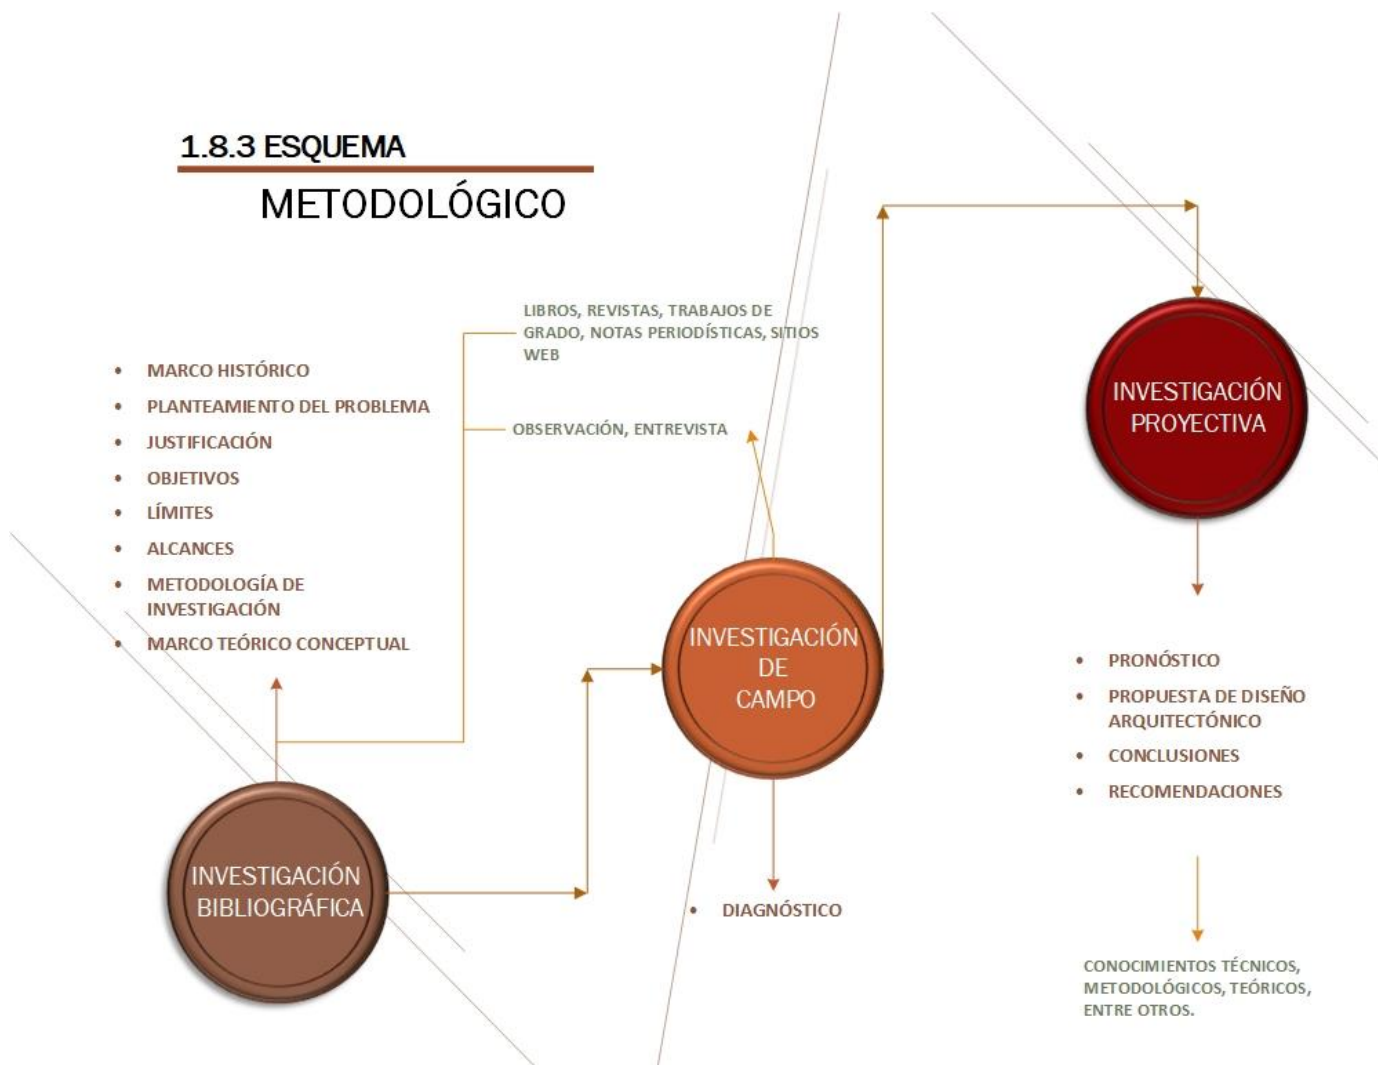 1.8.3 ESQUEMA
METODOLÓGICO
LIBROS, REVISTAS, TRABAJOS DE
GRADO, NOTAS PERIODÍSTICAS, SITIOS
WEB
OBSERVACIÓN, ENTREVISTA
• MARCO HISTÓRICO
• PLANTEAMIENTO DEL PROBLEMA
• JUSTIFICACIÓN
• OBJETIVOS
• LÍMITES
• ALCANCES
• METODOLOGÍA DE
INVESTIGACIÓN
• MARCO TEÓRICO CONCEPTUAL
INVESTIGACIÓN
BIBLIOGRÁFICA
INVESTIGACIÓN
DE
CAMPO
• DIAGNÓSTICO
INVESTIGACIÓN
PROYECTIVA
• PRONÓSTICO
• PROPUESTA DE DISEÑO
ARQUITECTÓNICO
• CONCLUSIONES
• RECOMENDACIONES
CONOCIMIENTOS TÉCNICOS,
METODOLÓGICOS, TEÓRICOS,
ENTRE OTROS.